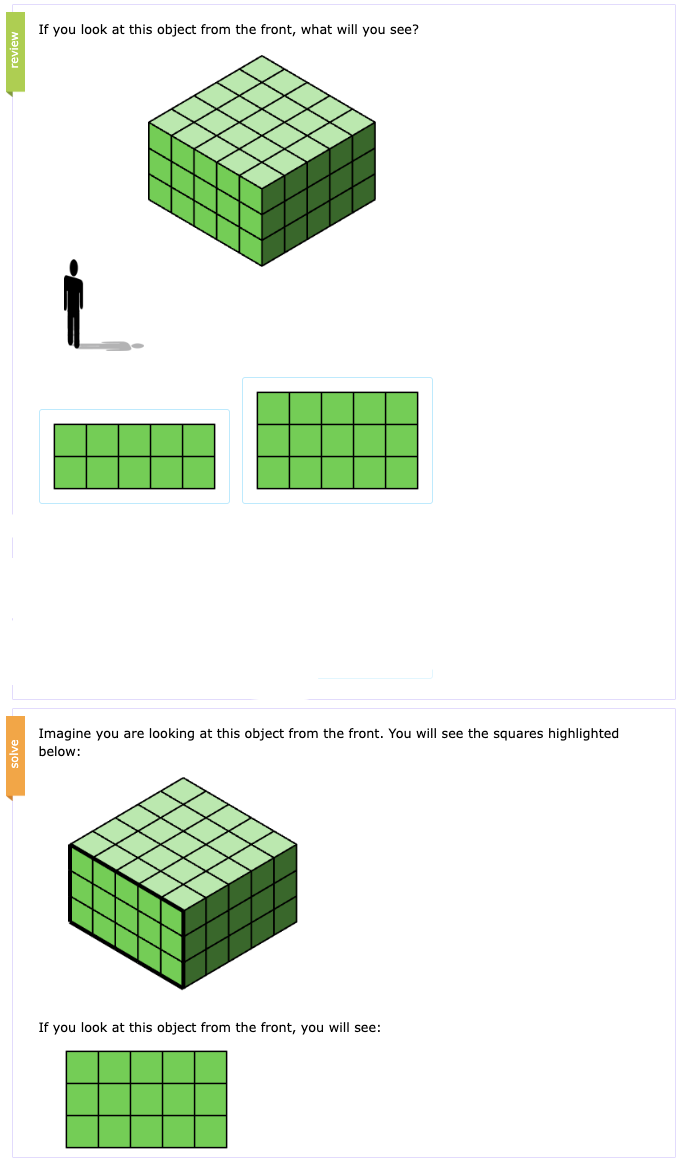 review
If you look at this object from the front, what will you see?
solve
Imagine you are looking at this object from the front. You will see the squares highlighted
below:
If you look at this object from the front, you will see: